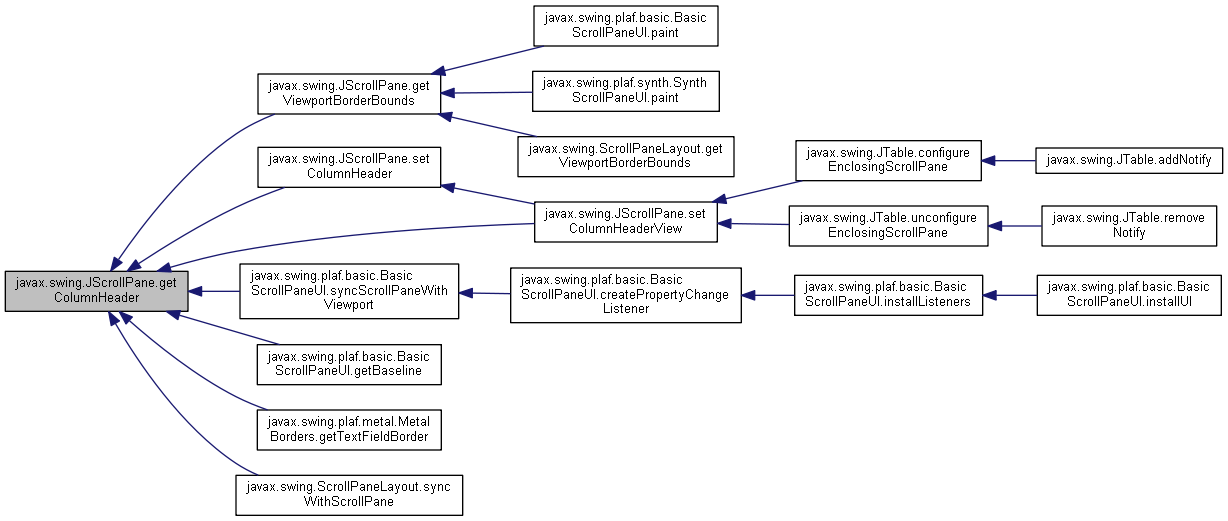 javax.swing.plaf.basic.Basic
ScrollPaneUI.paint
javax.swing.JScrollPane.get
ViewportBorderBounds
javax.swing.plaf.synth.Synth
ScrollPaneUI.paint
javax.swing.ScrollPaneLayout.get
ViewportBorderBounds
javax.swing.JScrollPane.set
ColumnHeader
javax.swing.JTable.configure
EnclosingScrollPane
javax.swing.JTable.addNotify
javax.swing.JScrollPane.set
ColumnHeaderView
javax.swing.JTable.unconfigure
EnclosingScrollPane
javax.swing.JTable.remove
Notify
javax.swing.JScrollPane.get
ColumnHeader
javax.swing.plaf.basic.Basic
ScrollPaneUI.syncScrollPaneWith
Viewport
javax.swing.plaf.basic.Basic
ScrollPaneUI.createPropertyChange
Listener
javax.swing.plaf.basic.Basic
ScrollPaneUI.installListeners
javax.swing.plaf.basic.Basic
ScrollPaneUI.installUI
javax.swing.plaf.basic.Basic
ScrollPaneUI.getBaseline
javax.swing.plaf.metal.Metal
Borders.getTextFieldBorder
javax.swing.ScrollPaneLayout.sync
WithScrollPane